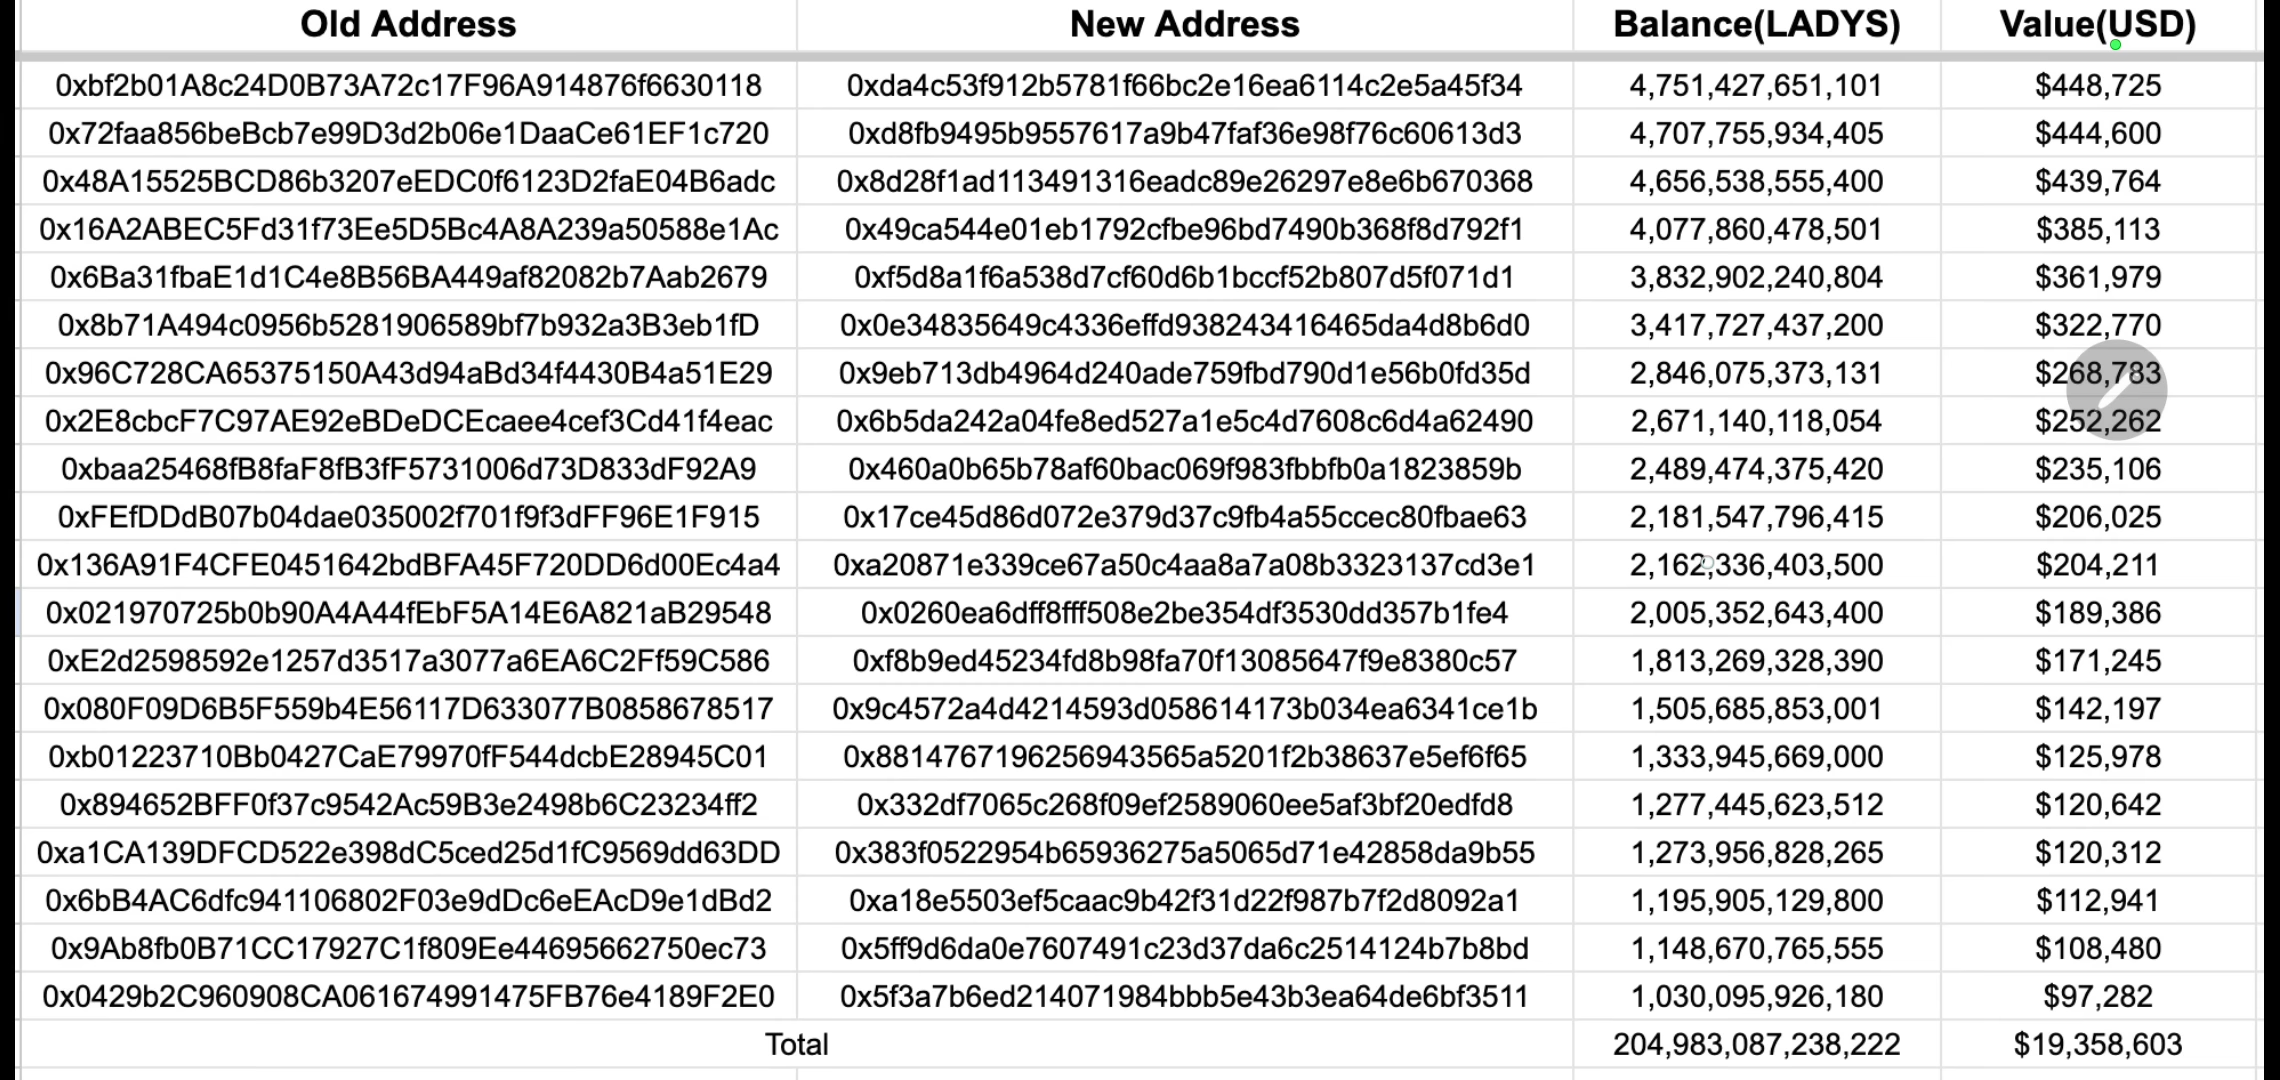 Old Address New Address Balance(LADYS) Value(USD)
0xbf2b01A8c24D0B73A72c17F96A914876f6630118 0xda4c53f912b5781f66bc2e16ea6114c2e5a45f34 4,751,427,651,101 $448,725
0x72faa856beBcb7e99D3d2b06e1DaaCe61EF1c720 0xd8fb9495b9557617a9b47faf36e98f76c60613d3 4,707,755,934,405 $444,600
0x48A15525BCD86b3207eEDC0f6123D2faE04B6adc 0x8d28f1ad113491316eadc89e26297e8e6b670368 4,656,538,555,400 $439,764
0x16A2ABEC5Fd31f73Ee5D5Bc4A8A239a50588e1Ac 0x49ca544e01eb1792cfbe96bd7490b368f8d792f1 4,077,860,478,501 $385,113
0x6Ba31fbaE1d1C4e8B56BA449af82082b7Aab2679 0xf5d8a1f6a538d7cf60d6b1bccf52b807d5f071d1 3,832,902,240,804 $361,979
0x8b71A494c0956b5281906589bf7b932a3B3eb1fD 0x0e34835649c4336effd938243416465da4d8b6d0 3,417,727,437,200 $322,770
0x96C728CA65375150A43d94aBd34f4430B4a51E29 0x9eb713db4964d240ade759fbd790d1e56b0fd35d 2,846,075,373,131 $268,783
0x2E8cbcF7C97AE92eBDeDCEcaee4cef3Cd41f4eac 0x6b5da242a04fe8ed527a1e5c4d7608c6d4a62490 2,671,140,118,054 $252,262
0xbaa25468fB8faF8fB3fF5731006d73D833dF92A9 0x460a0b65b78af60bac069f983fbbfb0a1823859b 2,489,474,375,420 $235,106
0xFEfDDdB07b04dae035002f701f9f3dFF96E1F915 0x17ce45d86d072e379d37c9fb4a55ccec80fbae63 2,181,547,796,415 $206,025
0x136A91F4CFE0451642bdBFA45F720DD6d00Ec4a4 0xa20871e339ce67a50c4aa8a7a08b3323137cd3e1 2,162,336,403,500 $204,211
0x021970725b0b90A4A44fEbF5A14E6A821aB29548 0x0260ea6dff8fff508e2be354df3530dd357b1fe4 2,005,352,643,400 $189,386
0xE2d2598592e1257d3517a3077a6EA6C2Ff59C586 0xf8b9ed45234fd8b98fa70f13085647f9e8380c57 1,813,269,328,390 $171,245
0x080F09D6B5F559b4E56117D633077B0858678517 0x9c4572a4d4214593d058614173b034ea6341ce1b 1,505,685,853,001 $142,197
0xb01223710Bb0427CaE79970fF544dcbE28945C01 0x8814767196256943565a5201f2b38637e5ef6f65 1,333,945,669,000 $125,978
0x894652BFF0f37c9542Ac59B3e2498b6C23234ff2 0x332df7065c268f09ef2589060ee5af3bf20edfd8 1,277,445,623,512 $120,642
0xa1CA139DFCD522e398dC5ced25d1fC9569dd63DD 0x383f0522954b65936275a5065d71e42858da9b55 1,273,956,828,265 $120,312
0x6bB4AC6dfc941106802F03e9dDc6eEAcD9e1dBd2 0xa18e5503ef5caac9b42f31d22f987b7f2d8092a1 1,195,905,129,800 $112,941
0x9Ab8fb0B71CC17927C1f809Ee44695662750ec73 0x5ff9d6da0e7607491c23d37da6c2514124b7b8bd 1,148,670,765,555 $108,480
0x0429b2C960908CA061674991475FB76e4189F2E0 0x5f3a7b6ed214071984bbb5e43b3ea64de6bf3511 1,030,095,926,180 $97,282
Total 204,983,087,238,222 $19,358,603